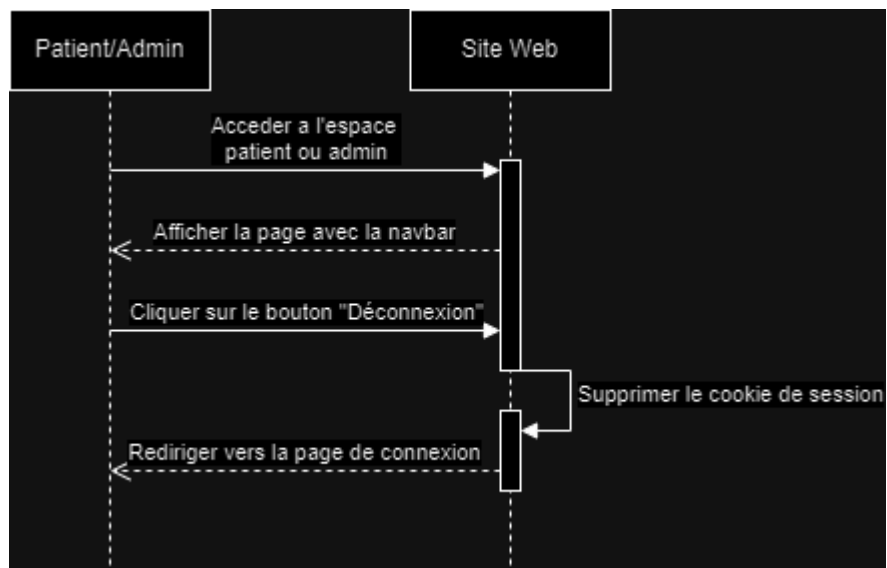 Patient/Admin
Site Web
Acceder a l'espace
patient ou admin
Afficher la page avec la navbar
Cliquer sur le bouton "Déconnexion"
Supprimer le cookie de session
Rediriger vers la page de connexion